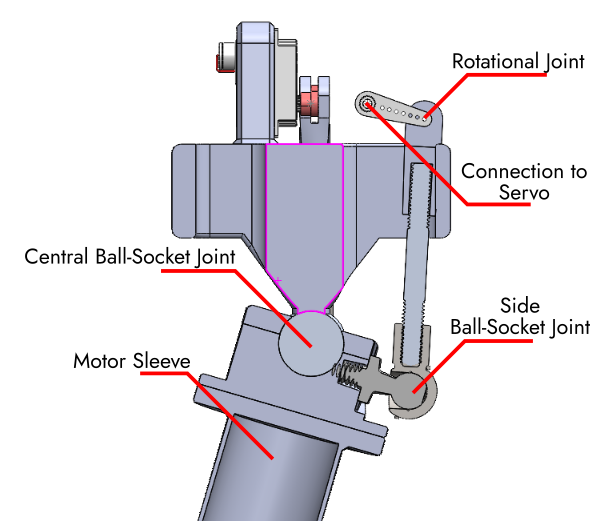 Rotational Joint
Connection to
Servo
Central Ball-Socket Joint
Side
Ball-Socket Joint
Motor Sleeve